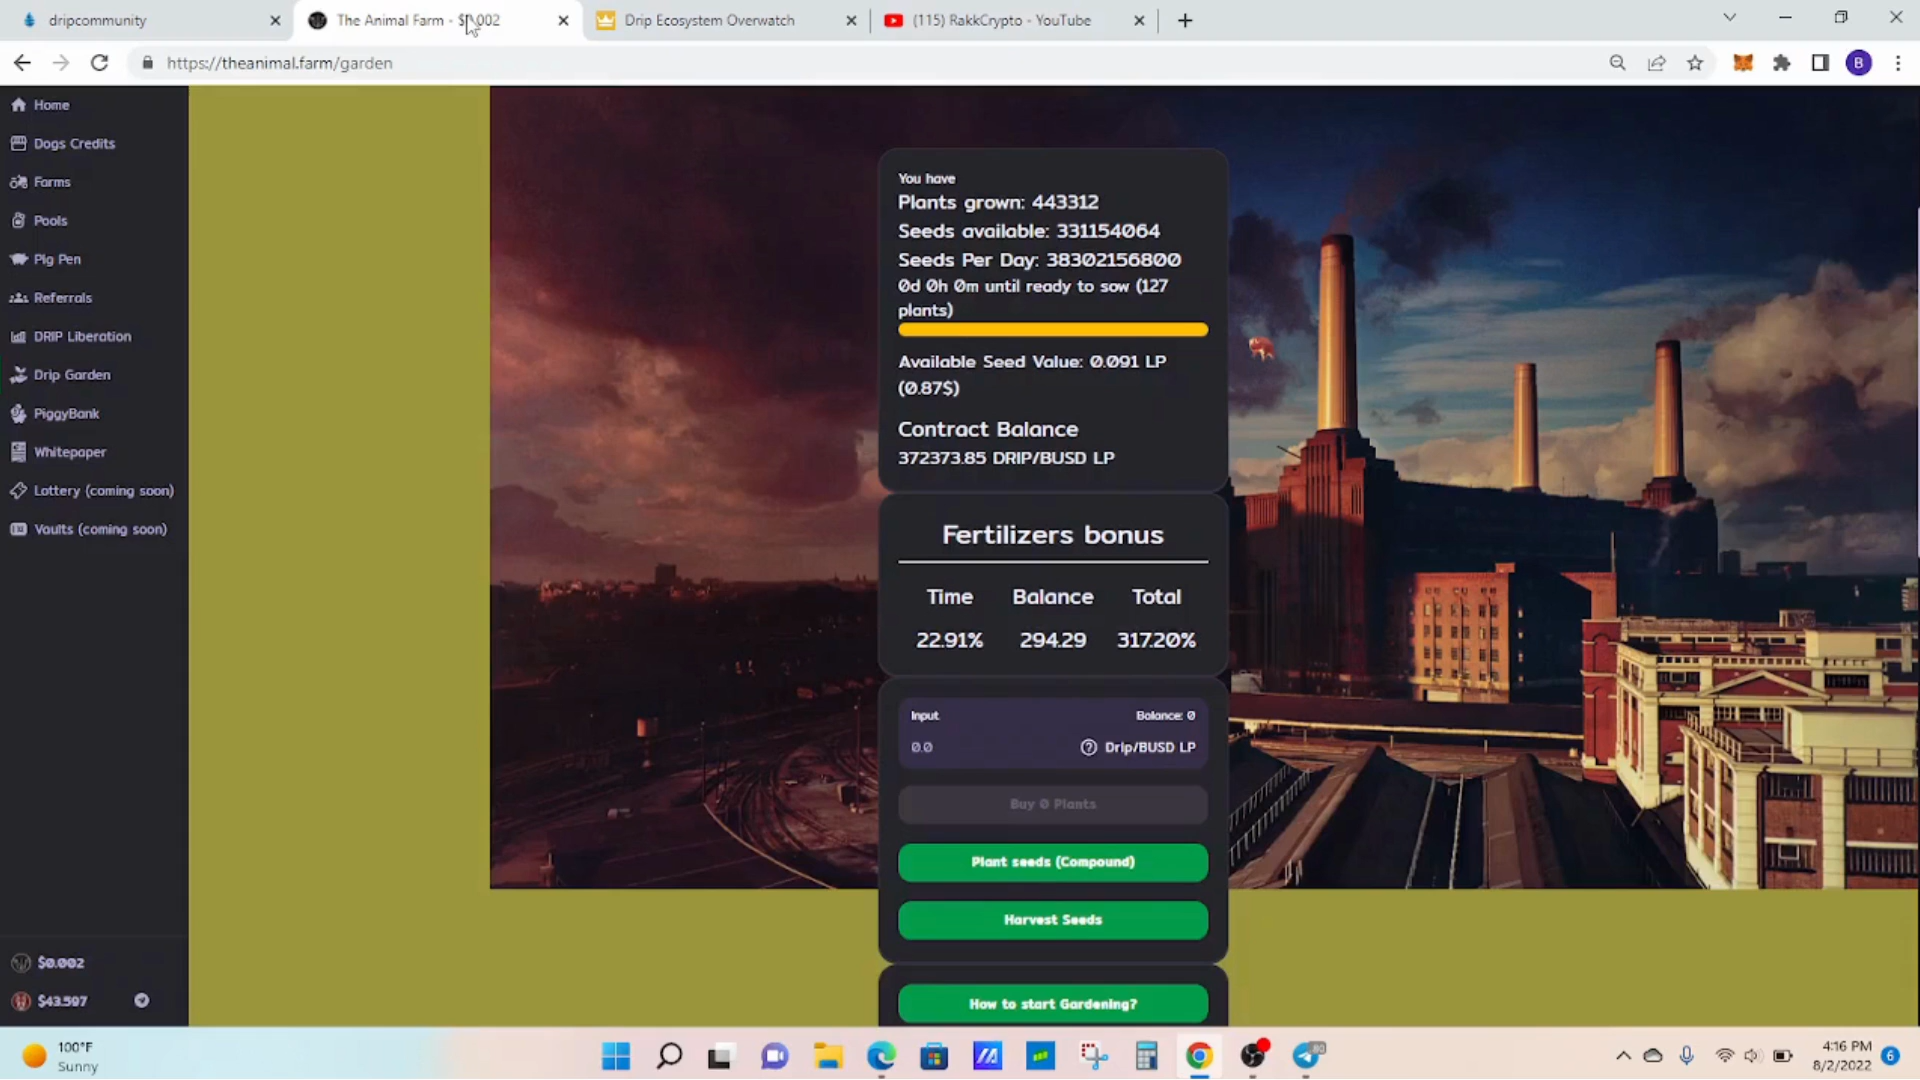 dripcommunity
The Animal Farm - $0.002
Drip Ecosystem Overwatch
(115) RakkCrypto - YouTube
https://theanimal.farm/garden
B
Home
Dogs Credits
Farms
Pools
Pig Pen
Referrals
DRIP Liberation
Drip Garden
PiggyBank
Whitepaper
Lottery (coming soon)
Vaults (coming soon)
$0.002
$43.597
You have
Plants grown: 443312
Seeds available: 331154064
Seeds Per Day: 38302156800
0d 0h 0m until ready to sow (127
plants)
Available Seed Value: 0.091 LP
(0.87$)
Contract Balance
372373.85 DRIP/BUSD LP
Fertilizers bonus
Time Balance Total
22.91% 294.29 317.20%
Input Balance: 0
0.0 Drip/BUSD LP
Buy 0 Plants
Plant seeds (Compound)
Harvest Seeds
How to start Gardening?
100°F
Sunny
80
4:16 PM
8/2/2022
6